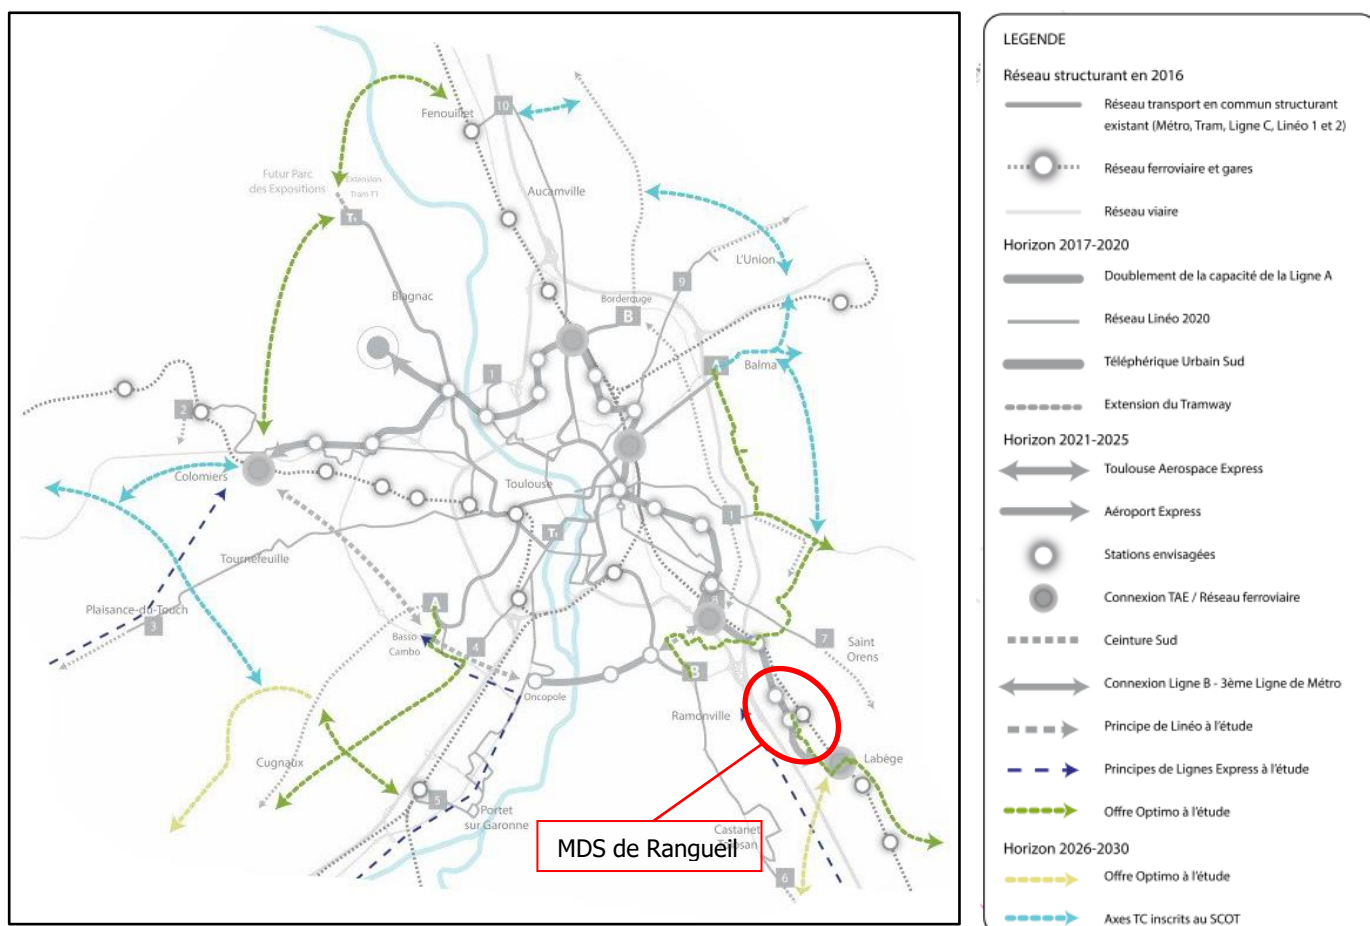 10
Fenouillet
Futur Parc
des Expositions
Extension
Tram T1
T1
Aucamville
L'Union
9
Blagnac
Borderouge
B
1
A
Balma
2
Colomiers
Toulouse
1
T1
Tournefeuille
Plaisance-du-Touch
3
A
8
Basso
Cambo
4
7
Saint
Orens
B
Oncopole
Ramonville
Cugnaux
Labège
5
Portet
sur Garonne
Castanet
Tolosan
6
MDS de Rangueil
LEGENDE
Réseau structurant en 2016
Réseau transport en commun structurant
existant (Métro, Tram, Ligne C, Linéo 1 et 2)
Réseau ferroviaire et gares
Réseau viaire
Horizon 2017-2020
Doublement de la capacité de la Ligne A
Réseau Linéo 2020
Téléphérique Urbain Sud
Extension du Tramway
Horizon 2021-2025
Toulouse Aerospace Express
Aéroport Express
Stations envisagées
Connexion TAE / Réseau ferroviaire
Ceinture Sud
Connexion Ligne B - 3ème Ligne de Métro
Principe de Linéo à l'étude
Principes de Lignes Express à l'étude
Offre Optimo à l'étude
Horizon 2026-2030
Offre Optimo à l'étude
Axes TC inscrits au SCOT